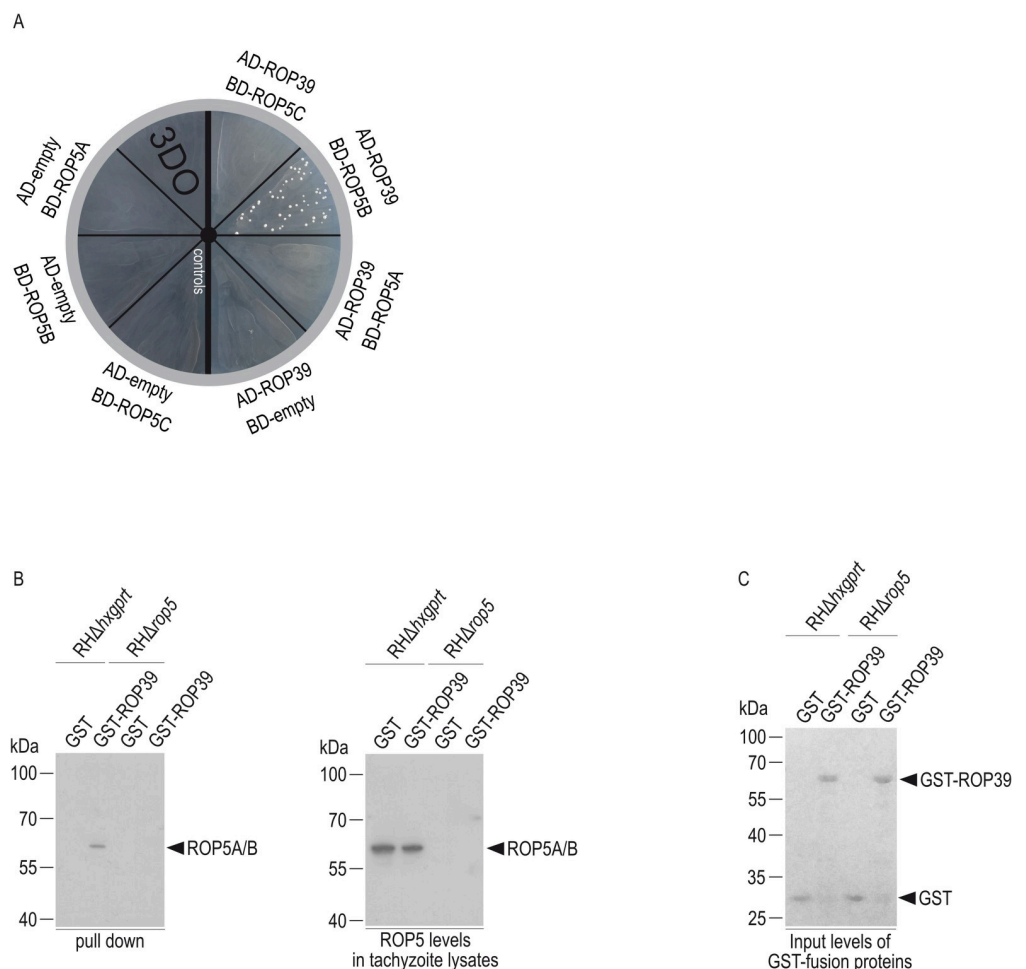 A
AD-ROP39
BD-ROP5C
AD-ROP39
BD-ROP5B
AD-ROP39
BD-ROP5A
AD-ROP39
BD-empty
AD-empty
BD-ROP5C
AD-empty
BD-ROP5B
AD-empty
BD-ROP5A
3DO
controls
B
RHΔhxgprt
RHΔrop5
GST
GST-ROP39
GST
GST-ROP39
kDa
100
70
55
40
ROP5A/B
pull down
RHΔhxgprt
RHΔrop5
GST
GST-ROP39
GST
GST-ROP39
kDa
100
70
55
40
ROP5A/B
ROP5 levels
in tachyzoite lysates
C
RHΔhxgprt
RHΔrop5
GST
GST-ROP39
GST
GST-ROP39
kDa
100
70
55
40
35
25
GST-ROP39
GST
Input levels of
GST-fusion proteins